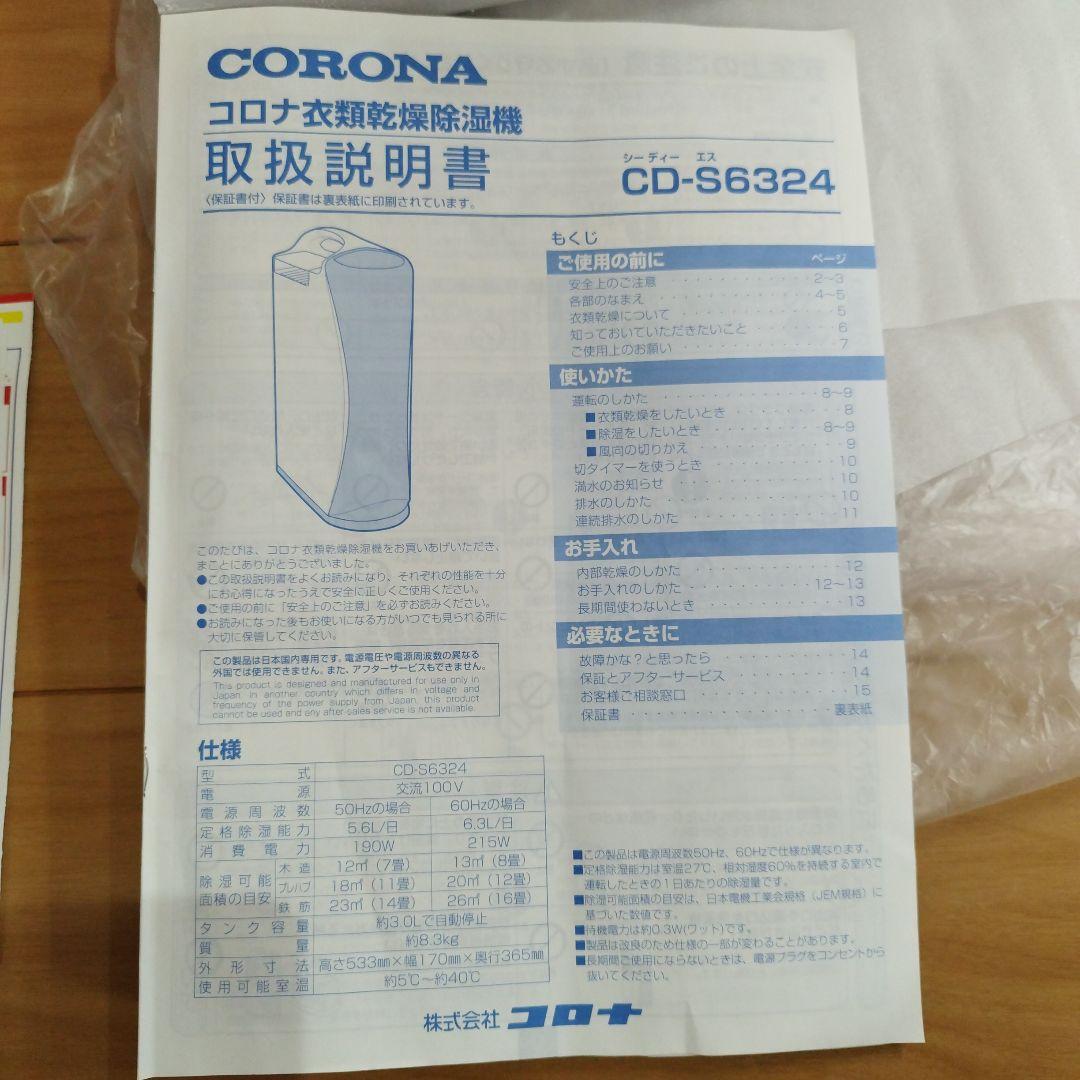 CORONA
コロナ衣類乾燥除湿機
取扱説明書
シー ディー エス
CD-S6324
〈保証書付〉保証書は裏表紙に印刷されています。
もくじ
ご使用の前に ページ
安全上のご注意 2〜3
各部のなまえ 4〜5
衣類乾燥について 5
知っておいていただきたいこと 6
ご使用上のお願い 7
使いかた
運転のしかた 8〜9
■衣類乾燥をしたいとき 8
■除湿をしたいとき 8〜9
■風向の切りかえ 9
切タイマーを使うとき 10
満水のお知らせ 10
排水のしかた 10
連続排水のしかた 11
お手入れ
内部乾燥のしかた 12
お手入れのしかた 12〜13
長期間使わないとき 13
必要なときに
故障かな?と思ったら 14
保証とアフターサービス 14
お客様ご相談窓口 15
保証書 裏表紙
このたびは、コロナ衣類乾燥除湿機をお買いあげいただき、
まことにありがとうございました。
●この取扱説明書をよくお読みになり、それぞれの性能を十分
にお心得になったうえで安全に正しくご使用ください。
●ご使用の前に「安全上のご注意」を必ずお読みください。
●お読みになった後もお使いになる方がいつでも見られる所に
大切に保管してください。
この製品は日本国内専用です。電源電圧や電源周波数の異なる
外国では使用できません。また、アフターサービスもできません。
This product is designed and manufactured for use only in
Japan. In another country which differs in voltage and
frequency of the power supply from Japan, this product
cannot be used and any after-sales service is not available.
仕様
型式 CD-S6324
電源 交流100V
電源周波数 50Hzの場合 60Hzの場合
定格除湿能力 5.6L/日 6.3L/日
消費電力 190W 215W
除湿可能面積の目安 木造 12㎡(7畳) 13㎡(8畳)
プレハブ 18㎡(11畳) 20㎡(12畳)
鉄筋 23㎡(14畳) 26㎡(16畳)
タンク容量 約3.0Lで自動停止
質量 約8.3kg
外形寸法 高さ533mm×幅170mm×奥行365mm
使用可能室温 約5℃〜約40℃
■この製品は電源周波数50Hz、60Hzで仕様が異なります。
■定格除湿能力は室温27℃、相対湿度60%を持続する室内で
運転したときの1日あたりの除湿量です。
■除湿可能面積の目安は、日本電機工業会規格(JEM規格)に
基づいた数値です。
■待機電力は約0.3W(ワット)です。
■製品は改良のため仕様の一部が変わることがあります。
■長期間ご使用にならないときは、電源プラグをコンセントから
抜いてください。
株式会社 コロナ